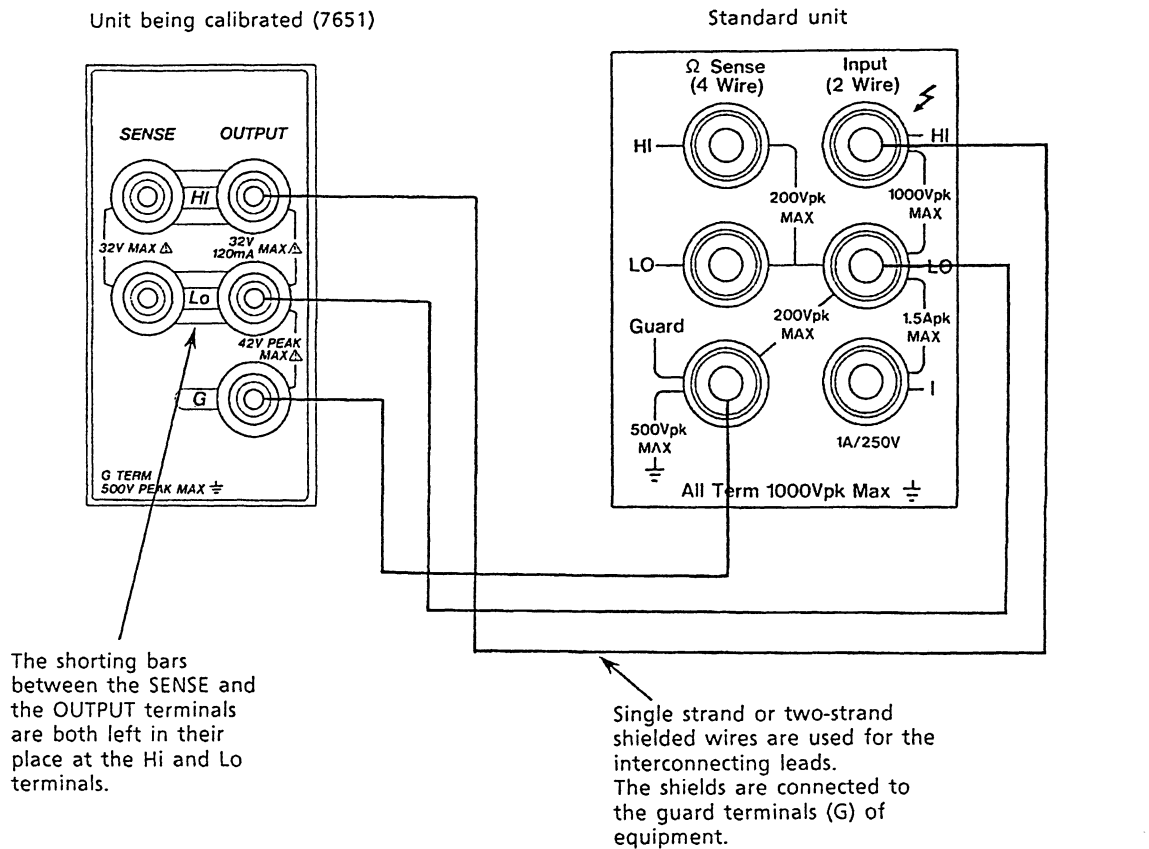 Unit being calibrated (7651)
Standard unit
SENSE OUTPUT
HI
32V MAX ⚠
32V
120mA MAX ⚠
Lo
42V PEAK
MAX ⚠
G
G TERM
500V PEAK MAX ⏚
Ω Sense
(4 Wire)
Input
(2 Wire)
HI
HI
200Vpk
MAX
1000Vpk
MAX
LO
LO
Guard
200Vpk
MAX
1.5Apk
MAX
I
500Vpk
MAX
1A/250V
All Term 1000Vpk Max ⏚
The shorting bars
between the SENSE and
the OUTPUT terminals
are both left in their
place at the Hi and Lo
terminals.
Single strand or two-strand
shielded wires are used for the
interconnecting leads.
The shields are connected to
the guard terminals (G) of
equipment.